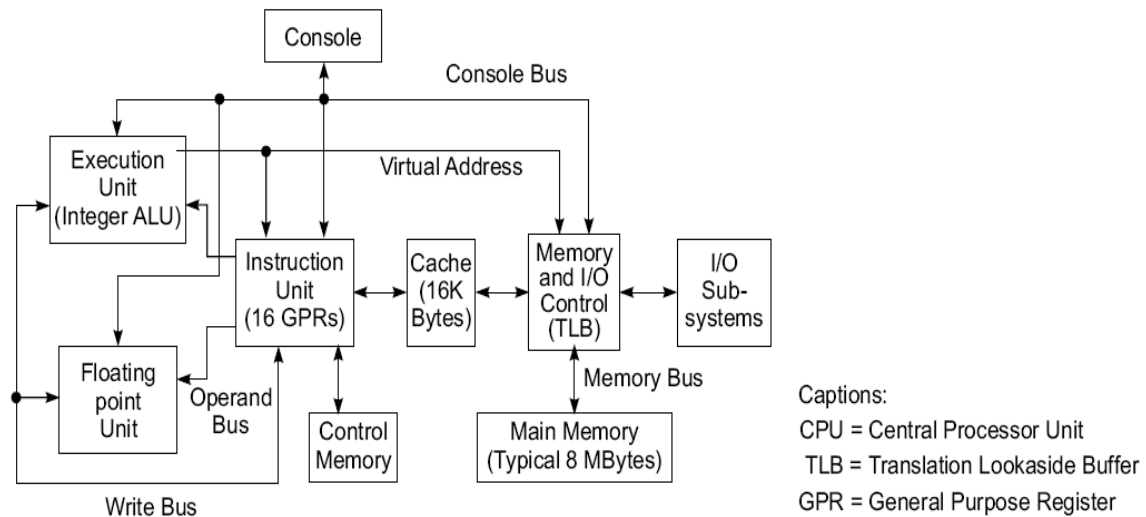 Console
Console Bus
Execution
Unit
(Integer ALU)
Virtual Address
Instruction
Unit
(16 GPRs)
Cache
(16K
Bytes)
Memory
and I/O
Control
(TLB)
I/O
Sub-
systems
Floating
point
Unit
Operand
Bus
Control
Memory
Memory Bus
Main Memory
(Typical 8 MBytes)
Write Bus
Captions:
CPU = Central Processor Unit
TLB = Translation Lookaside Buffer
GPR = General Purpose Register